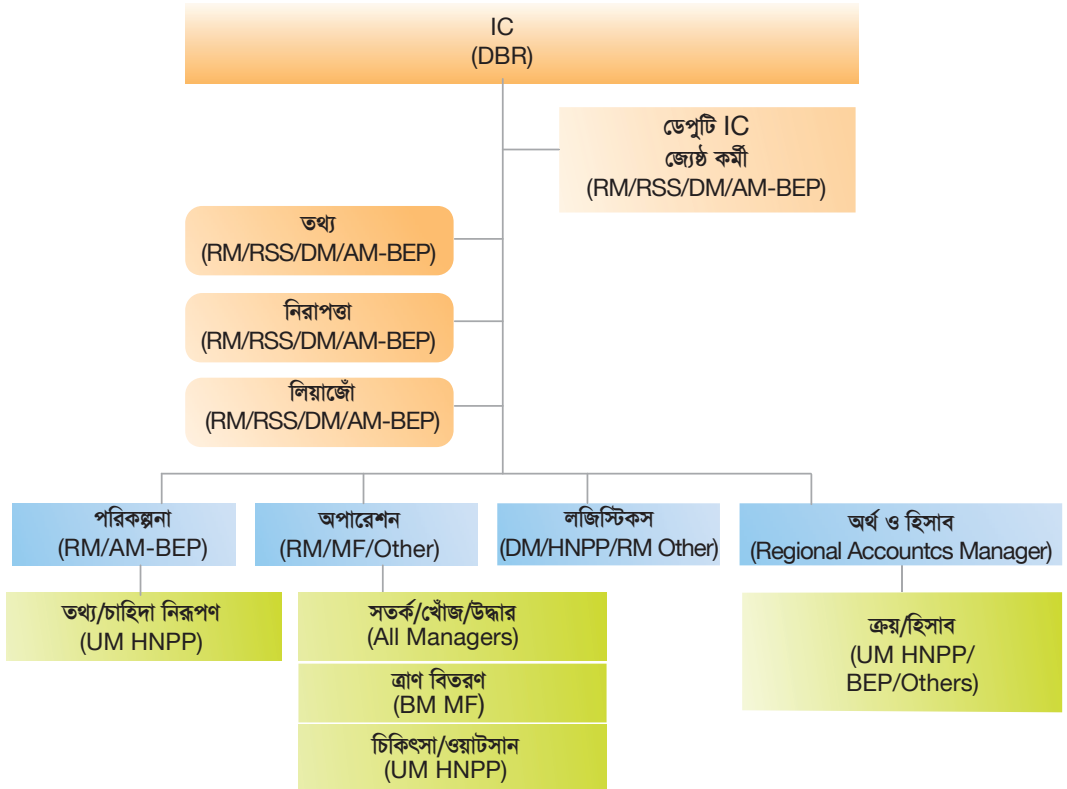 IC
(DBR)
ডেপুটি IC
জ্যেষ্ঠ কর্মী
(RM/RSS/DM/AM-BEP)
তথ্য
(RM/RSS/DM/AM-BEP)
নিরাপত্তা
(RM/RSS/DM/AM-BEP)
লিয়াজোঁ
(RM/RSS/DM/AM-BEP)
পরিকল্পনা
(RM/AM-BEP)
অপারেশন
(RM/MF/Other)
লজিস্টিকস
(DM/HNPP/RM Other)
অর্থ ও হিসাব
(Regional Accountcs Manager)
তথ্য/চাহিদা নিরূপণ
(UM HNPP)
সতর্ক/খোঁজ/উদ্ধার
(All Managers)
ত্রাণ বিতরণ
(BM MF)
চিকিৎসা/ওয়াটসান
(UM HNPP)
ক্রয়/হিসাব
(UM HNPP/
BEP/Others)